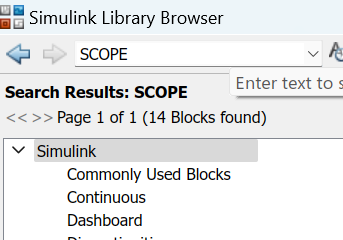 Simulink Library Browser
SCOPE
Enter text to s
Search Results: SCOPE
<< >> Page 1 of 1 (14 Blocks found)
Simulink
Commonly Used Blocks
Continuous
Dashboard